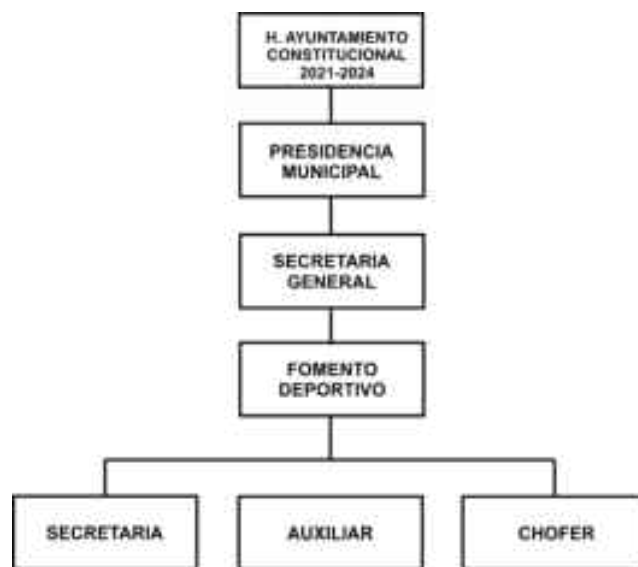 H. AYUNTAMIENTO
CONSTITUCIONAL
2021-2024
PRESIDENCIA
MUNICIPAL
SECRETARIA
GENERAL
FOMENTO
DEPORTIVO
SECRETARIA
AUXILIAR
CHOFER